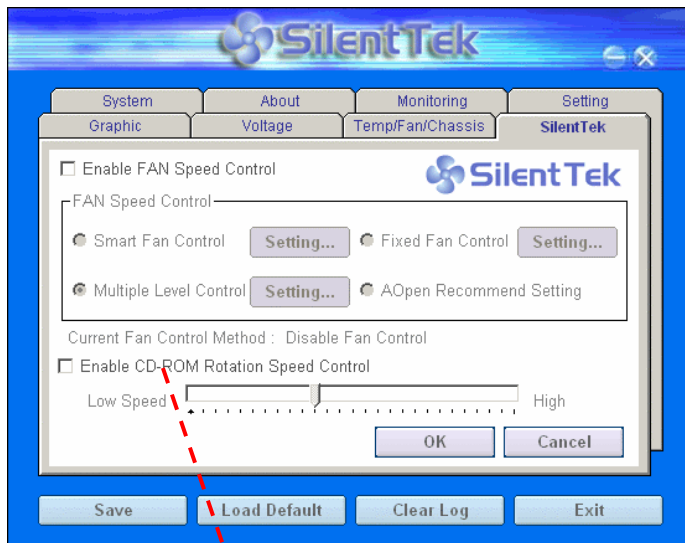 SilentTek
System About Monitoring Setting
Graphic Voltage Temp/Fan/Chassis SilentTek
Enable FAN Speed Control
SilentTek
FAN Speed Control
Smart Fan Control Setting... Fixed Fan Control Setting...
Multiple Level Control Setting... AOpen Recommend Setting
Current Fan Control Method : Disable Fan Control
Enable CD-ROM Rotation Speed Control
Low Speed High
OK Cancel
Save Load Default Clear Log Exit